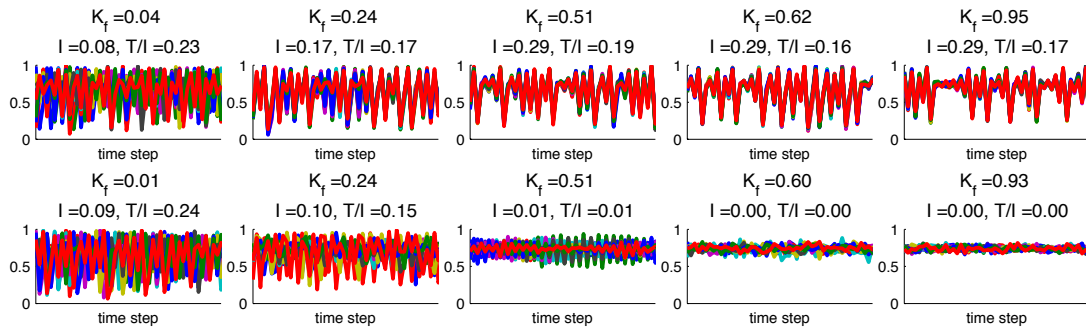 K_f =0.04 K_f =0.24 K_f =0.51 K_f =0.62 K_f =0.95
I =0.08, T/I =0.23 I =0.17, T/I =0.17 I =0.29, T/I =0.19 I =0.29, T/I =0.16 I =0.29, T/I =0.17
1 1 1 1 1
0.5 0.5 0.5 0.5 0.5
0 0 0 0 0
time step time step time step time step time step
K_f =0.01 K_f =0.24 K_f =0.51 K_f =0.60 K_f =0.93
I =0.09, T/I =0.24 I =0.10, T/I =0.15 I =0.01, T/I =0.01 I =0.00, T/I =0.00 I =0.00, T/I =0.00
1 1 1 1 1
0.5 0.5 0.5 0.5 0.5
0 0 0 0 0
time step time step time step time step time step